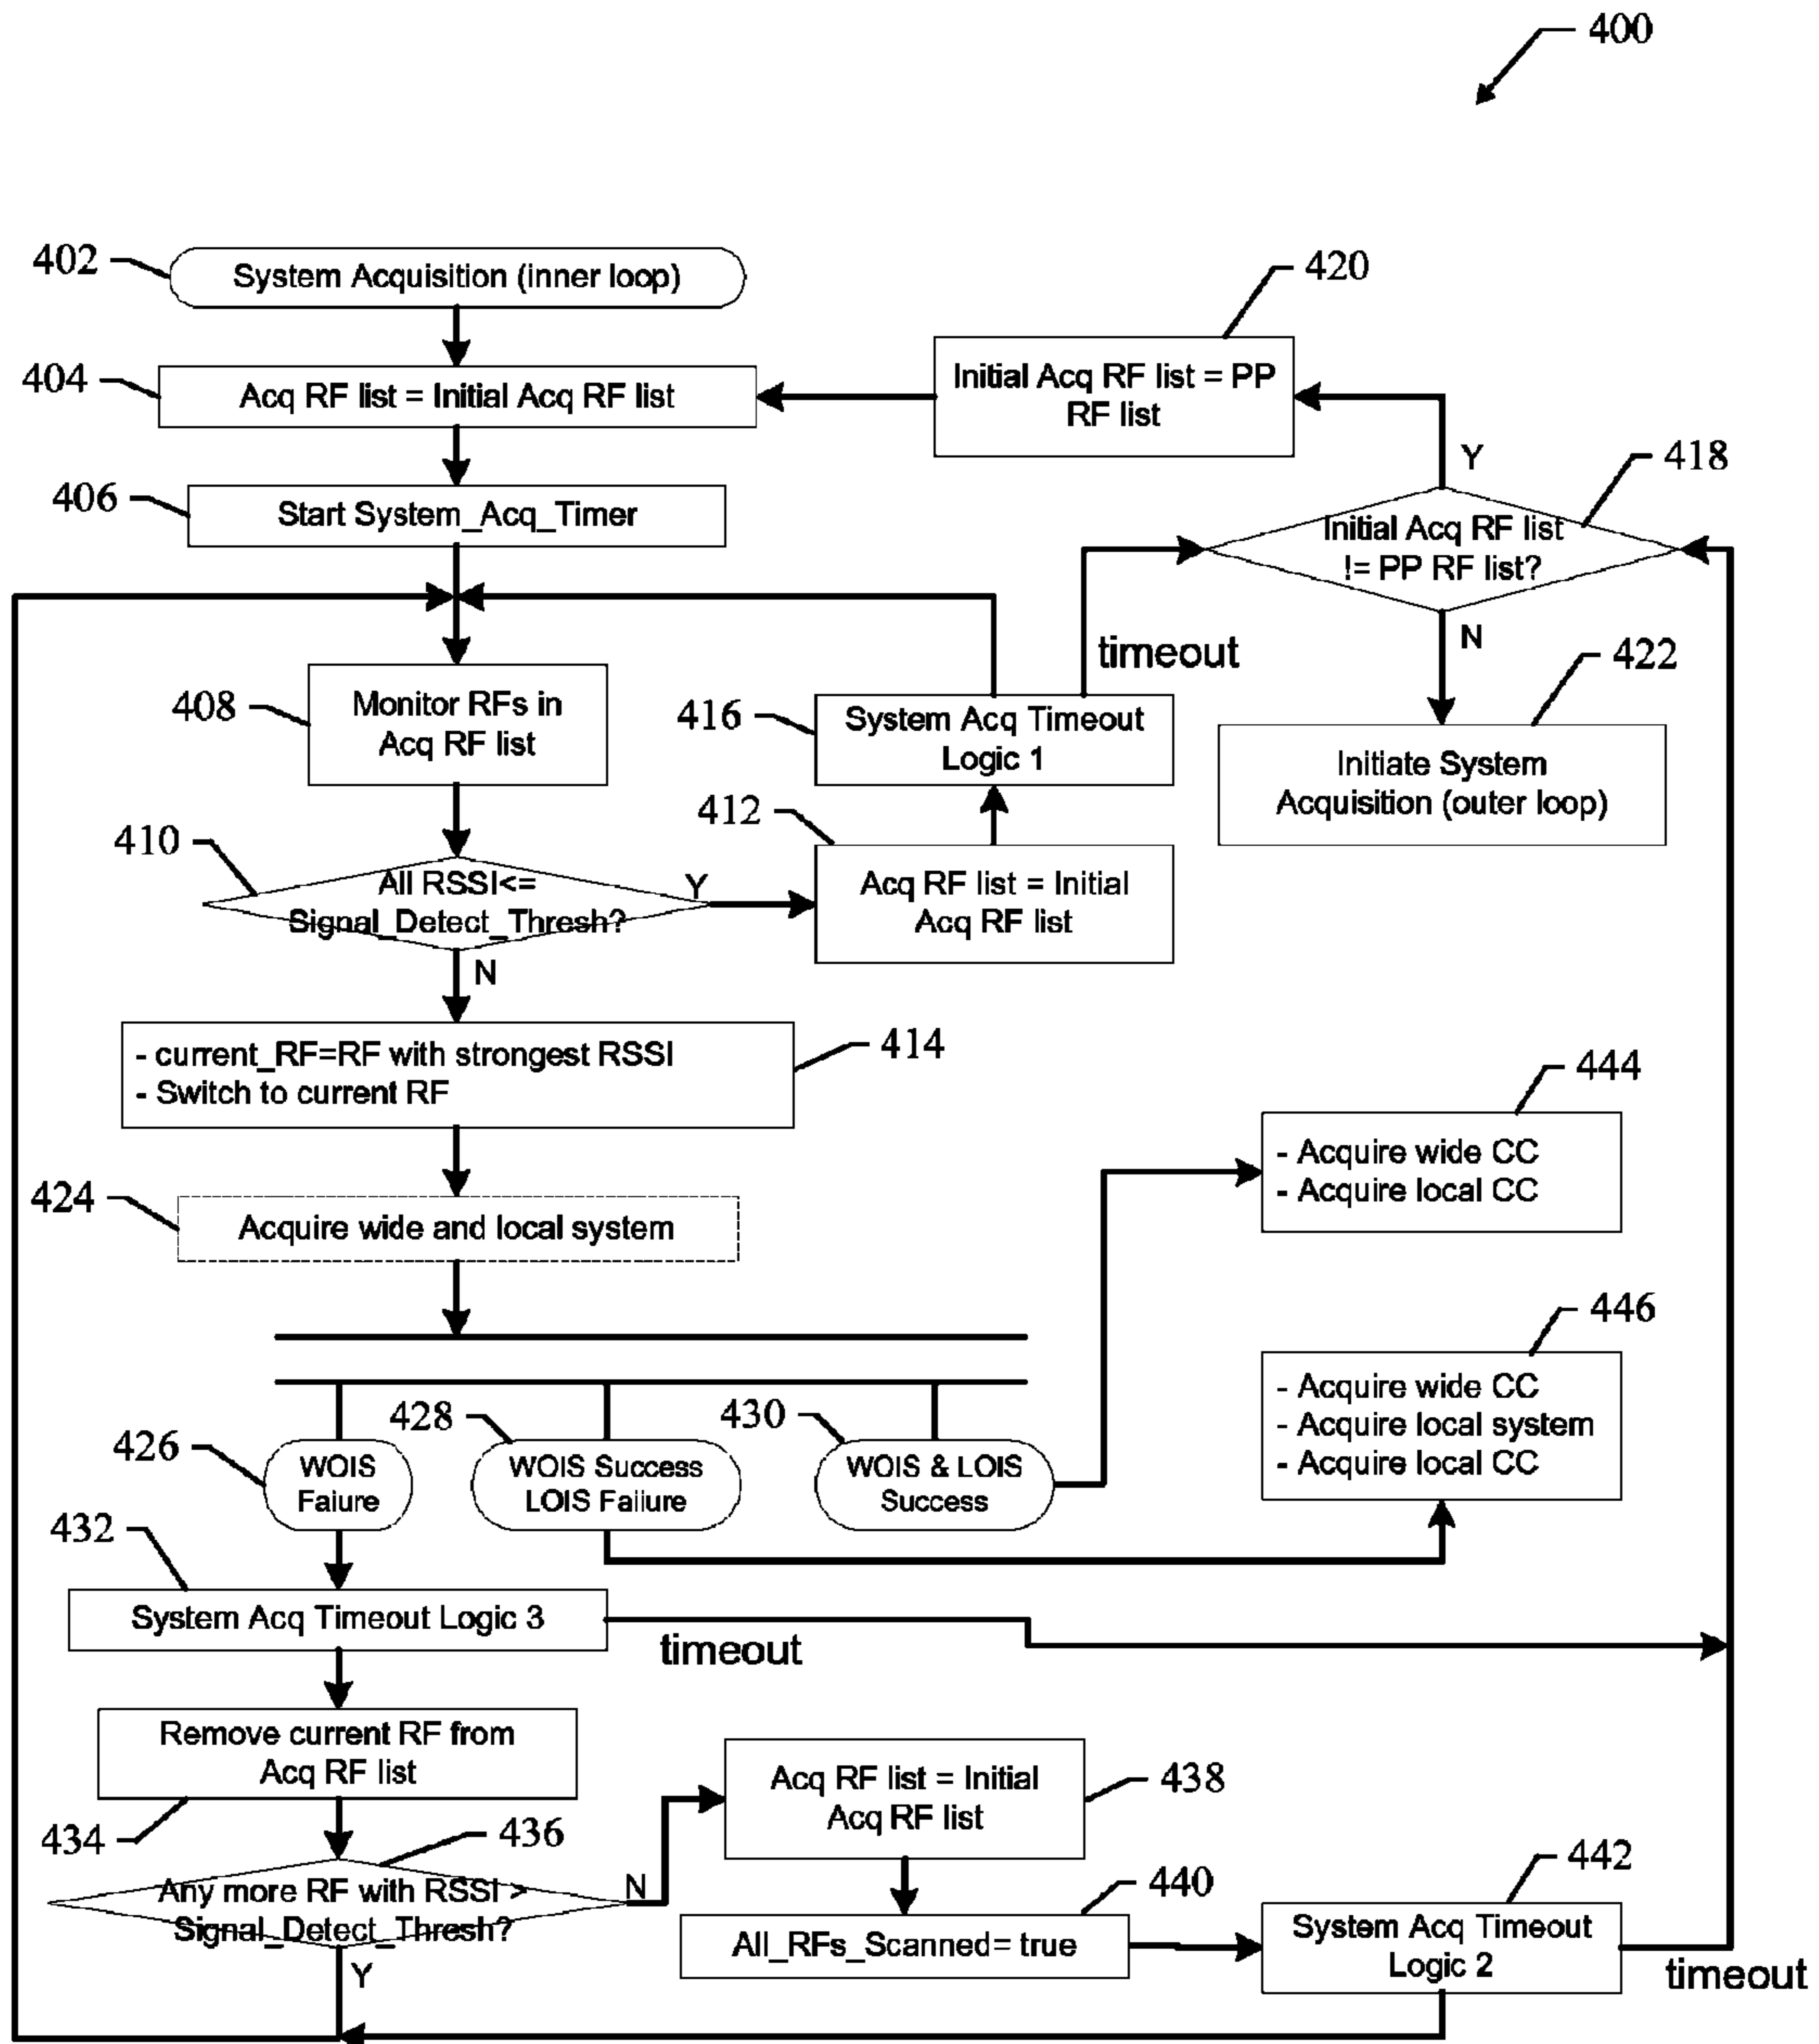 400
402
System Acquisition (inner loop)
420
404
Acq RF list = Initial Acq RF list
Initial Acq RF list = PP
RF list
Y
418
406
Start System_Acq_Timer
Initial Acq RF list
!= PP RF list?
timeout
N
422
408
Monitor RFs in
Acq RF list
416
System Acq Timeout
Logic 1
Initiate System
Acquisition (outer loop)
412
410
All RSSI<=
Signal_Detect_Thresh?
Y
Acq RF list = Initial
Acq RF list
N
- current_RF=RF with strongest RSSI
- Switch to current RF
414
444
- Acquire wide CC
- Acquire local CC
424
Acquire wide and local system
446
- Acquire wide CC
- Acquire local system
- Acquire local CC
426
WOIS
Faiure
428
WOIS Success
LOIS Failure
430
WOIS & LOIS
Success
432
System Acq Timeout Logic 3
timeout
Remove current RF from
Acq RF list
434
Acq RF list = Initial
Acq RF list
438
436
Any more RF with RSSI >
Signal_Detect_Thresh?
N
Y
440
All_RFs_Scanned= true
442
System Acq Timeout
Logic 2
timeout